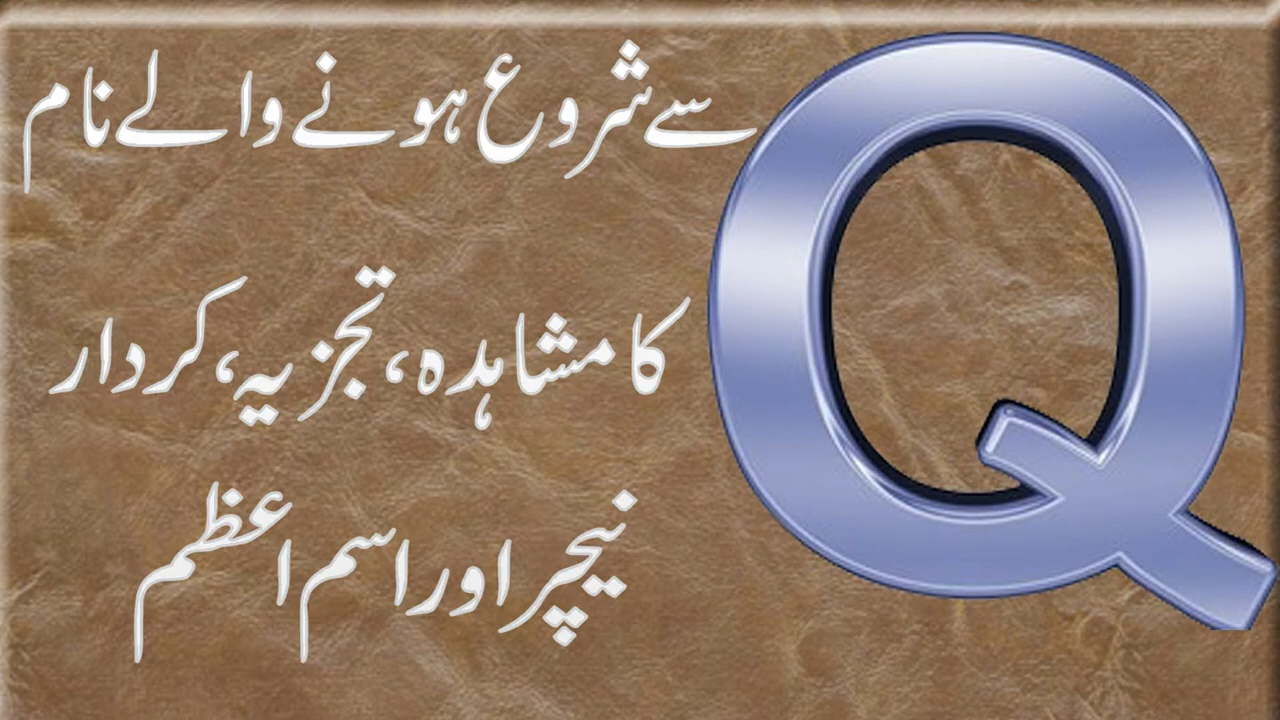 Q سے شروع ہونے والے نام
کا مشاہدہ، تجزیہ، کردار
نیچر اور اسم اعظم